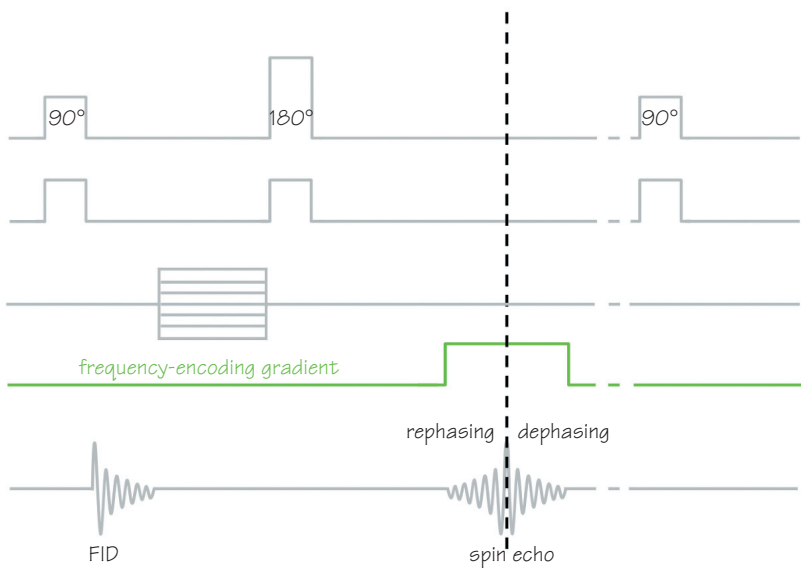 90° 180° 90°
frequency-encoding gradient
rephasing dephasing
FID spin echo